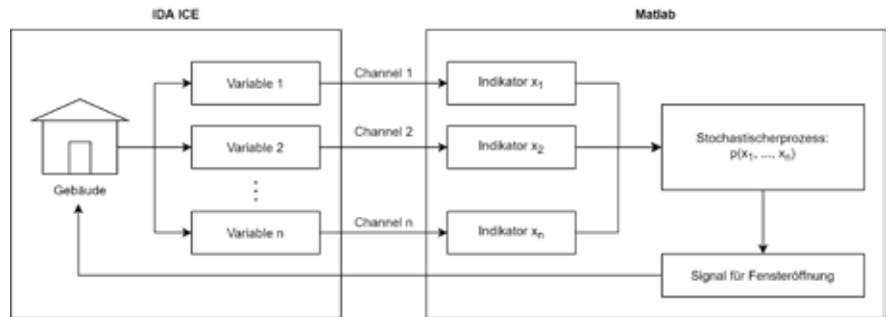 IDA ICE
Matlab
Variable 1
Channel 1
Indikator x1
Variable 2
Channel 2
Indikator x2
Stochastischerprozess:
p(x1, ..., xn)
Gebäude
Variable n
Channel n
Indikator xn
Signal für Fensteröffnung